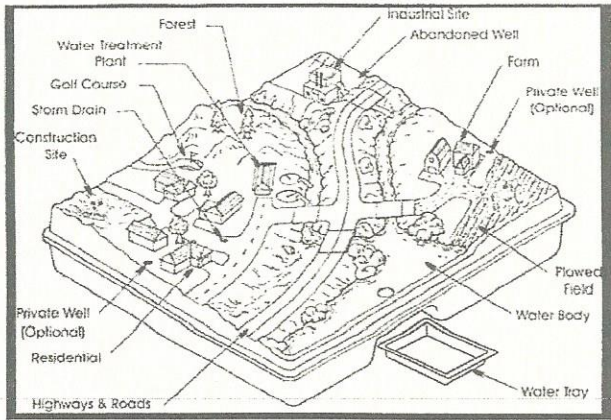 Industrial Site
Forest
Abandoned Well
Water Treatment
Plant
Farm
Golf Course
Private Well
(Optional)
Storm Drain
Construction
Site
Plowed
Field
Private Well
(Optional)
Water Body
Residential
Highways & Roads
Water Tray